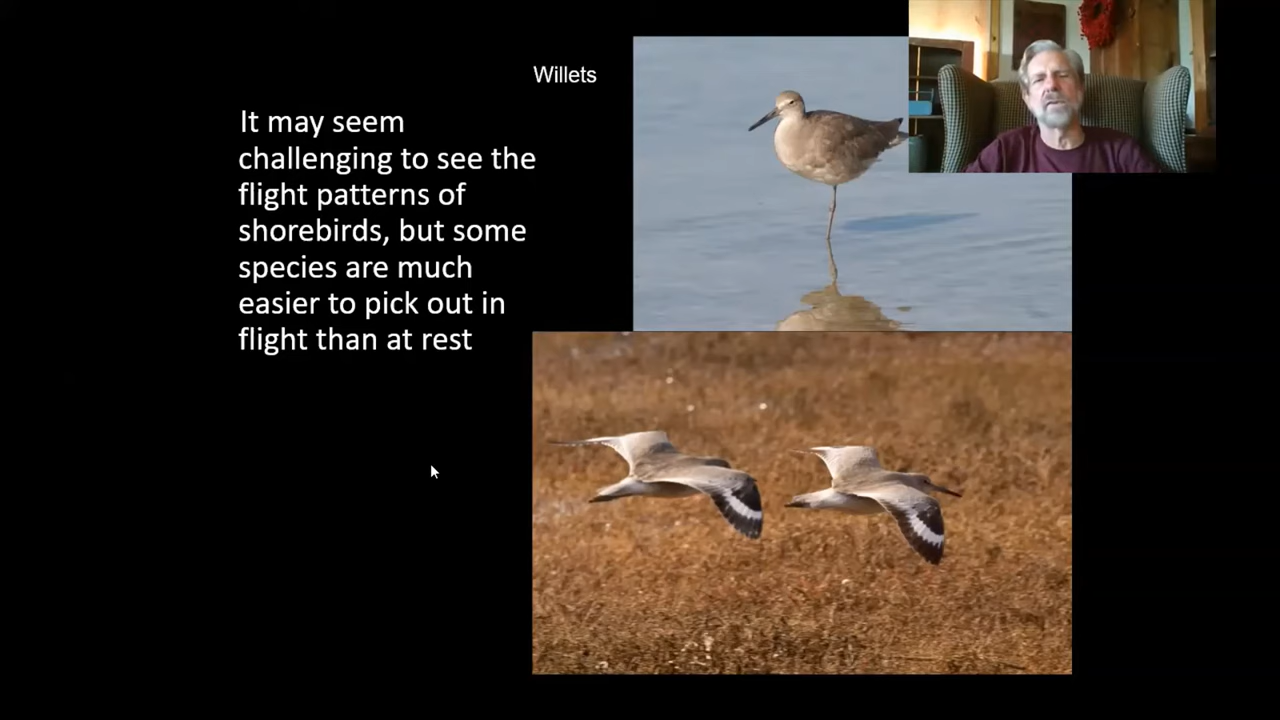 Willets
It may seem
challenging to see the
flight patterns of
shorebirds, but some
species are much
easier to pick out in
flight than at rest